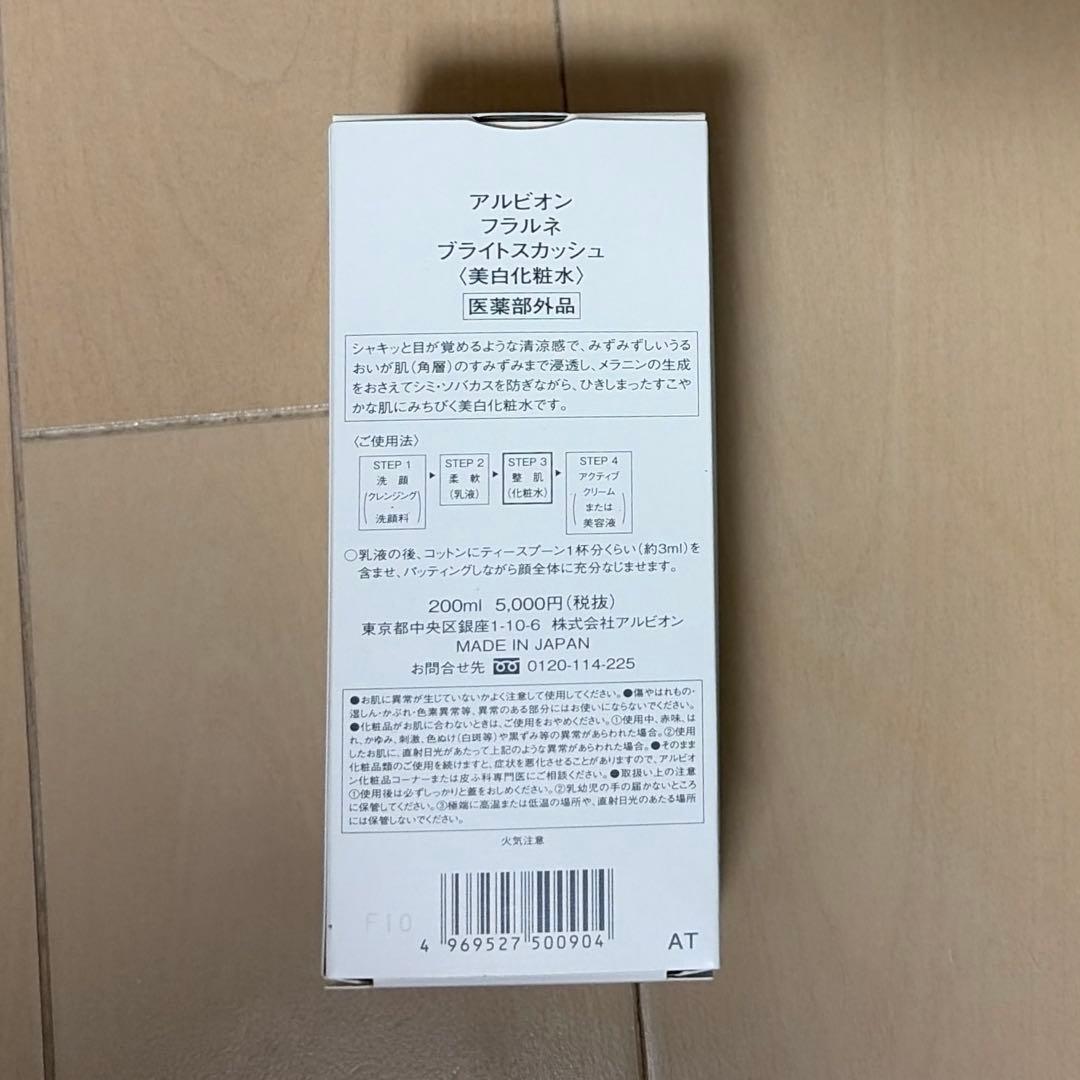 アルビオン
フラルネ
ブライトスカッシュ
〈美白化粧水〉
医薬部外品
シャキッと目が覚めるような清涼感で、みずみずしいうる
おいが肌(角層)のすみずみまで浸透し、メラニンの生成
をおさえてシミ・ソバカスを防ぎながら、ひきしまったすこや
かな肌にみちびく美白化粧水です。
〈ご使用法〉
STEP 1
洗顔
(クレンジング
・
洗顔料)
STEP 2
柔軟
(乳液)
STEP 3
整肌
(化粧水)
STEP 4
アクティブ
(クリーム
または
美容液)
○乳液の後、コットンにティースプーン1杯分くらい(約3ml)を
含ませ、パッティングしながら顔全体に充分なじませます。
200ml 5,000円(税抜)
東京都中央区銀座1-10-6 株式会社アルビオン
MADE IN JAPAN
お問合せ先 0120-114-225
●お肌に異常が生じていないかよく注意して使用してください。●傷やはれもの・
湿しん・かぶれ・色素異常等、異常のある部分にはお使いにならないでください。
●化粧品がお肌に合わないときは、ご使用をおやめください。①使用中、赤味、は
れ、かゆみ、刺激、色ぬけ(白斑等)や黒ずみ等の異常があらわれた場合。②使用
したお肌に、直射日光があたって上記のような異常があらわれた場合。●そのまま
化粧品類のご使用を続けますと、症状を悪化させることがありますので、アルビオ
ン化粧品コーナーまたは皮ふ科専門医にご相談ください。●取扱い上の注意
①使用後は必ずしっかりと蓋をおしめください。②乳幼児の手の届かないところ
に保管してください。③極端に高温または低温の場所や、直射日光のあたる場所
には保管しないでください。
火気注意
F10
4 969527 500904
AT